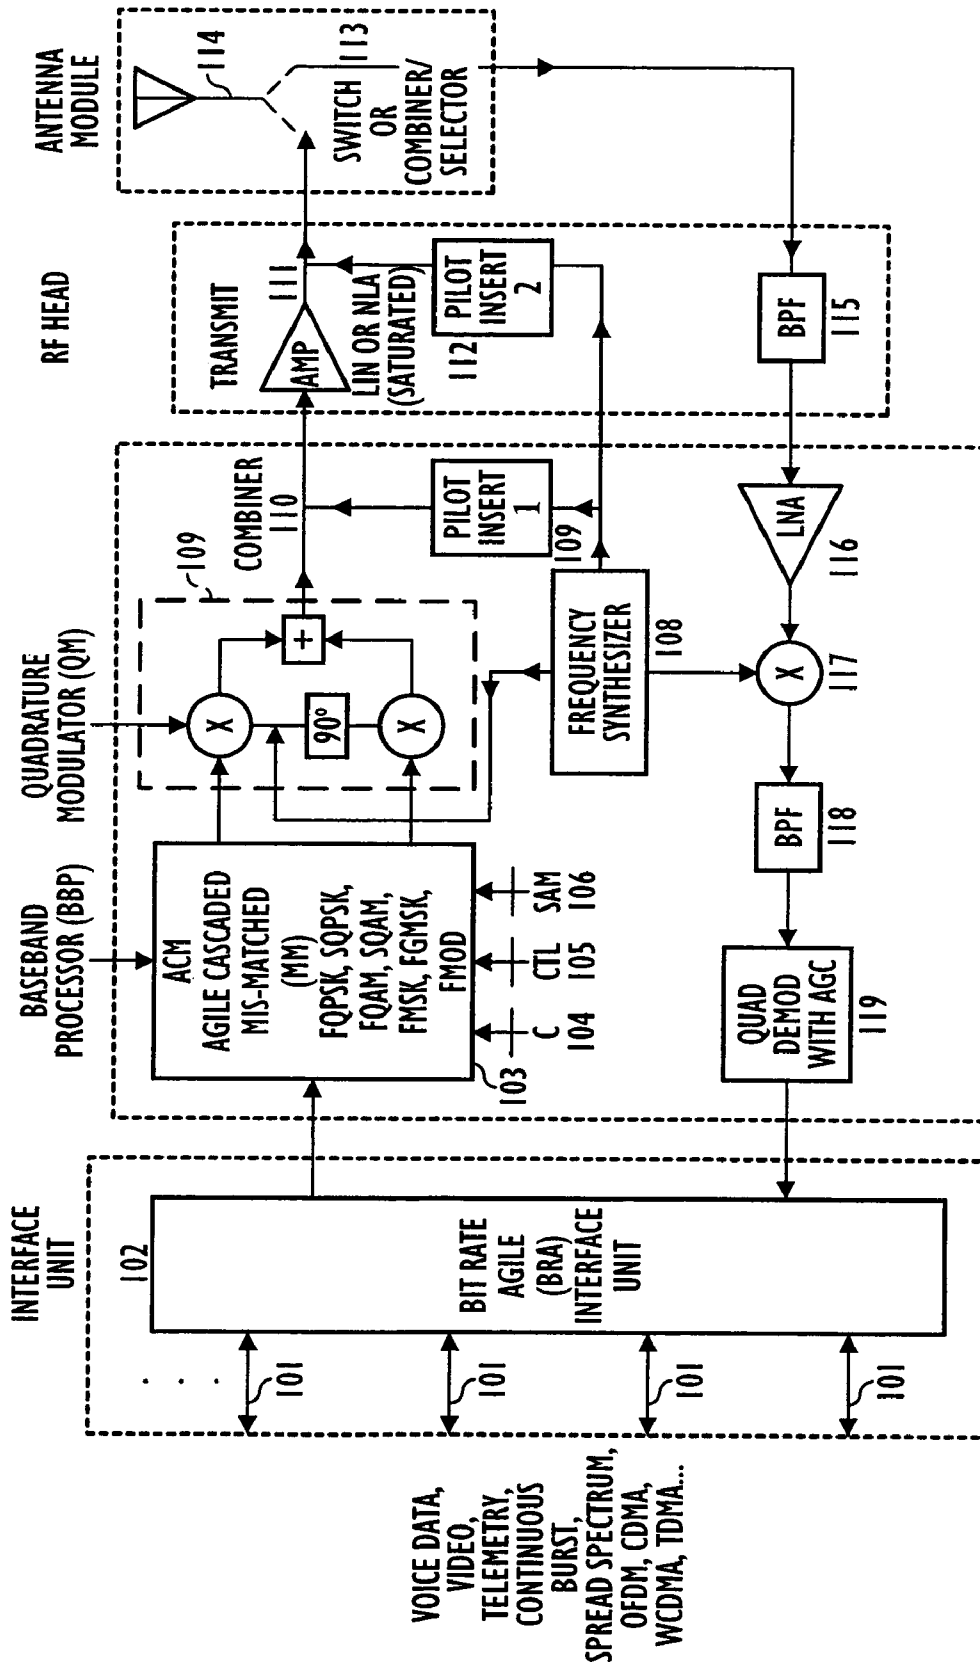 INTERFACE
UNIT
BASEBAND
PROCESSOR (BBP)
QUADRATURE
MODULATOR (QM)
RF HEAD
ANTENNA
MODULE
102
BIT RATE
AGILE
(BRA)
INTERFACE
UNIT
101
101
101
101
VOICE DATA,
VIDEO,
TELEMETRY,
CONTINUOUS
BURST,
SPREAD SPECTRUM,
OFDM, CDMA,
WCDMA, TDMA...
ACM
AGILE CASCADED
MIS-MATCHED
(MM)
FQPSK, SQPSK,
FQAM, SQAM,
FMSK, FGMSK,
FMOD
103
C
104
CTL
105
SAM
106
X
90°
X
+
109
COMBINER
110
PILOT
INSERT
1
109
FREQUENCY
SYNTHESIZER
108
TRANSMIT
AMP
111
LIN OR NLA
(SATURATED)
PILOT
INSERT
2
112
114
113
SWITCH
OR
COMBINER/
SELECTOR
BPF
115
LNA
116
X
117
BPF
118
QUAD
DEMOD
WITH AGC
119